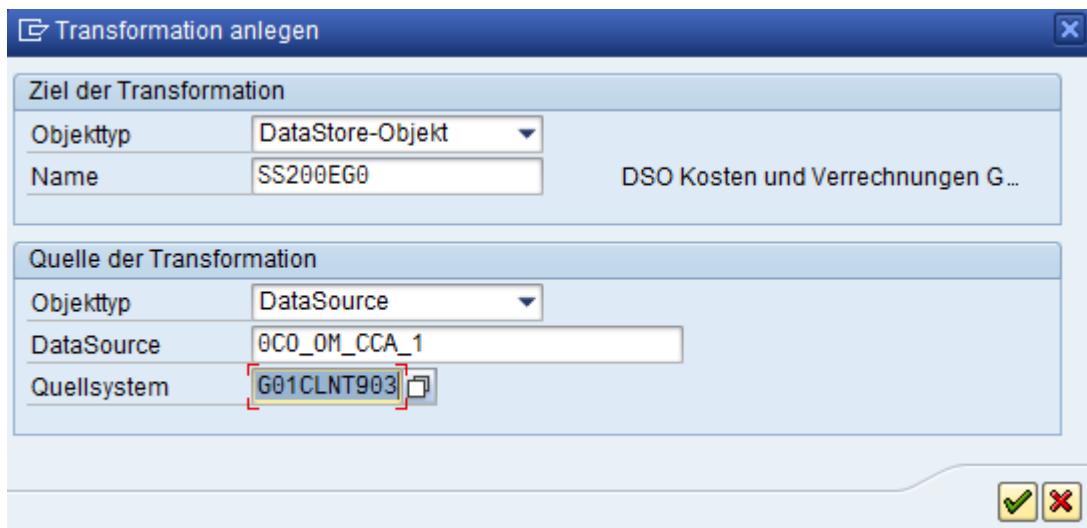 Transformation anlegen
Ziel der Transformation
Objekttyp DataStore-Objekt
Name SS200EG0 DSO Kosten und Verrechnungen G...
Quelle der Transformation
Objekttyp DataSource
DataSource 0CO_OM_CCA_1
Quellsystem G01CLNT903